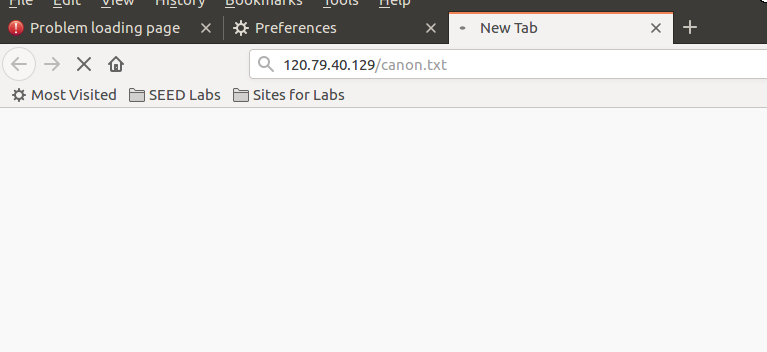 File Edit View History Bookmarks Tools Help
Problem loading page Preferences New Tab
120.79.40.129/canon.txt
Most Visited SEED Labs Sites for Labs